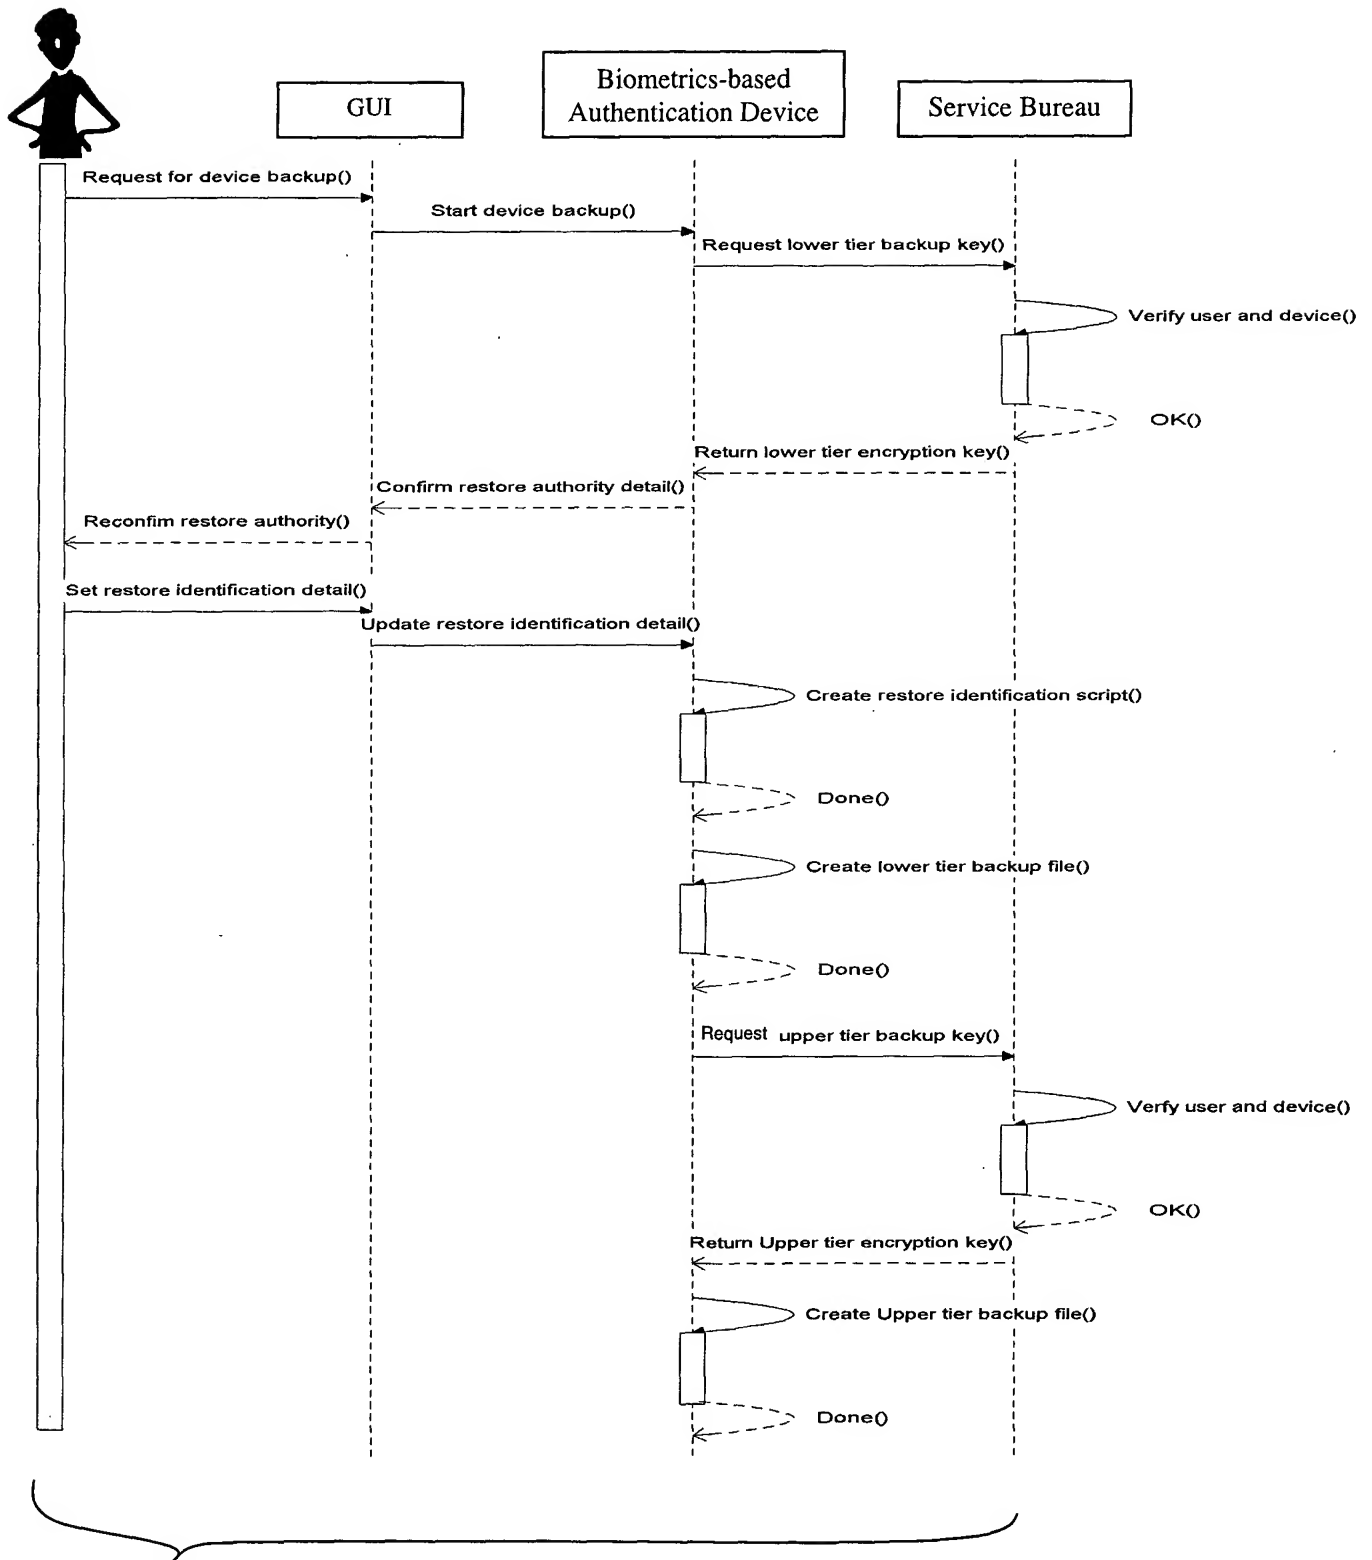 GUI
Biometrics-based
Authentication Device
Service Bureau
Request for device backup()
Start device backup()
Request lower tier backup key()
Verify user and device()
OK()
Return lower tier encryption key()
Confirm restore authority detail()
Reconfim restore authority()
Set restore identification detail()
Update restore identification detail()
Create restore identification script()
Done()
Create lower tier backup file()
Done()
Request upper tier backup key()
Verfy user and device()
OK()
Return Upper tier encryption key()
Create Upper tier backup file()
Done()